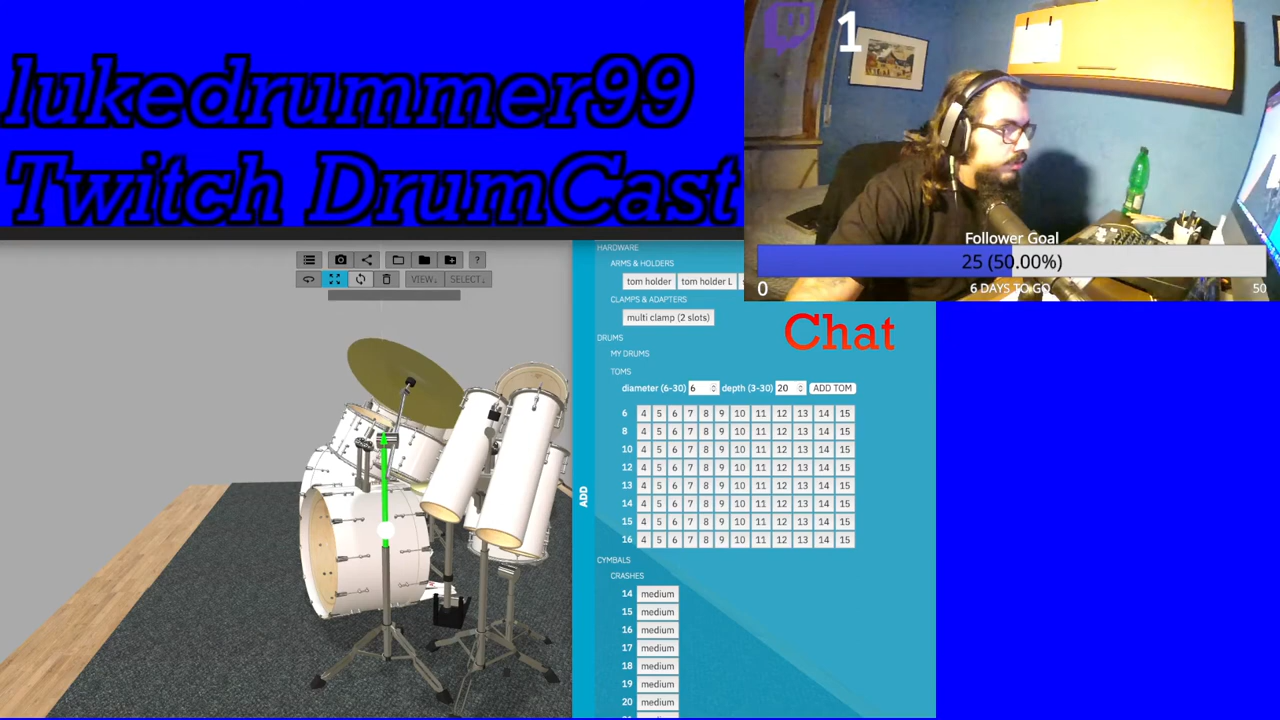 lukedrummer99
Twitch DrumCast
1
Follower Goal
25 (50.00%)
0
6 DAYS TO GO
50
Chat
?
VIEW↓
SELECT↓
ADD
HARDWARE
ARMS & HOLDERS
tom holder
tom holder L
CLAMPS & ADAPTERS
multi clamp (2 slots)
DRUMS
MY DRUMS
TOMS
diameter (6-30) 6 depth (3-30) 20 ADD TOM
6 4 5 6 7 8 9 10 11 12 13 14 15
8 4 5 6 7 8 9 10 11 12 13 14 15
10 4 5 6 7 8 9 10 11 12 13 14 15
12 4 5 6 7 8 9 10 11 12 13 14 15
13 4 5 6 7 8 9 10 11 12 13 14 15
14 4 5 6 7 8 9 10 11 12 13 14 15
15 4 5 6 7 8 9 10 11 12 13 14 15
16 4 5 6 7 8 9 10 11 12 13 14 15
CYMBALS
CRASHES
14 medium
15 medium
16 medium
17 medium
18 medium
19 medium
20 medium